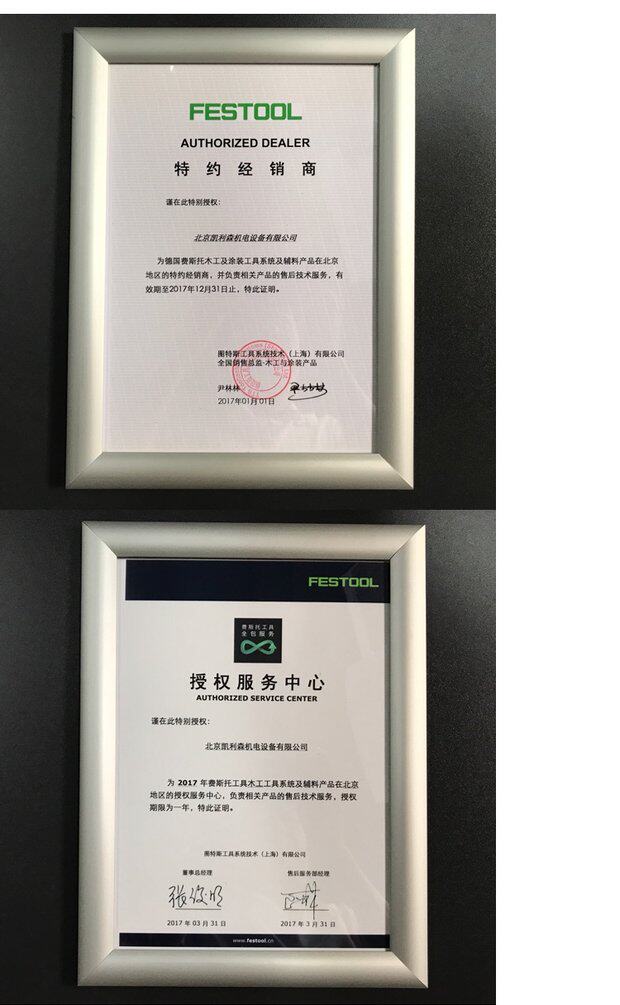 FESTOOL
AUTHORIZED DEALER
特约经销商
谨在此特别授权:
北京凯利森机电设备有限公司
为德国费斯托木工及涂装工具系统及辅料产品在北京
地区的特约经销商，并负责相关产品的售后技术服务，有
效期至2017年12月31日止，特此证明。
图特斯工具系统技术（上海）有限公司
全国销售总监-木工与涂装产品
尹林林
2017年01月01日
FESTOOL
费斯托工具
全包服务
授权服务中心
AUTHORIZED SERVICE CENTER
谨在此特别授权:
北京凯利森机电设备有限公司
为 2017 年费斯托工具木工工具系统及辅料产品在北京
地区的授权服务中心，负责相关产品的售后技术服务，授权
期限为一年，特此证明。
图特斯工具系统技术（上海）有限公司
董事总经理 售后服务部经理
2017 年 03 月 31 日 2017 年 3 月 31 日
www.festool.cn